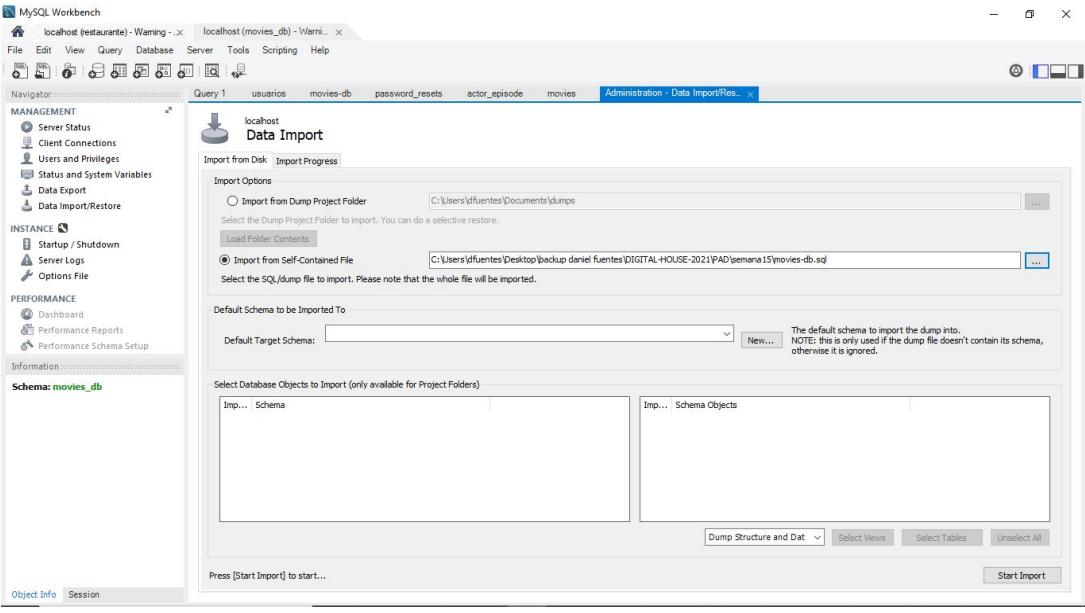 MySQL Workbench
localhost (restaurante) - Warning - ...
localhost (movies_db) - Warni...
File Edit View Query Database Server Tools Scripting Help
Navigator
Query 1 usuarios movies-db password_resets actor_episode movies Administration - Data Import/Res...
MANAGEMENT
Server Status
Client Connections
Users and Privileges
Status and System Variables
Data Export
Data Import/Restore
INSTANCE
Startup / Shutdown
Server Logs
Options File
PERFORMANCE
Dashboard
Performance Reports
Performance Schema Setup
Information
Schema: movies_db
Object Info Session
localhost
Data Import
Import from Disk Import Progress
Import Options
Import from Dump Project Folder C:\Users\dfuentes\Documents\dumps ...
Select the Dump Project Folder to import. You can do a selective restore.
Load Folder Contents
Import from Self-Contained File C:\Users\dfuentes\Desktop\backup daniel fuentes\DIGITAL-HOUSE-2021\PAD\semana15\movies-db.sql ...
Select the SQL/dump file to import. Please note that the whole file will be imported.
Default Schema to be Imported To
Default Target Schema: New...
The default schema to import the dump into.
NOTE: this is only used if the dump file doesn't contain its schema,
otherwise it is ignored.
Select Database Objects to Import (only available for Project Folders)
Imp... Schema
Imp... Schema Objects
Dump Structure and Dat Select Views Select Tables Unselect All
Press [Start Import] to start...
Start Import